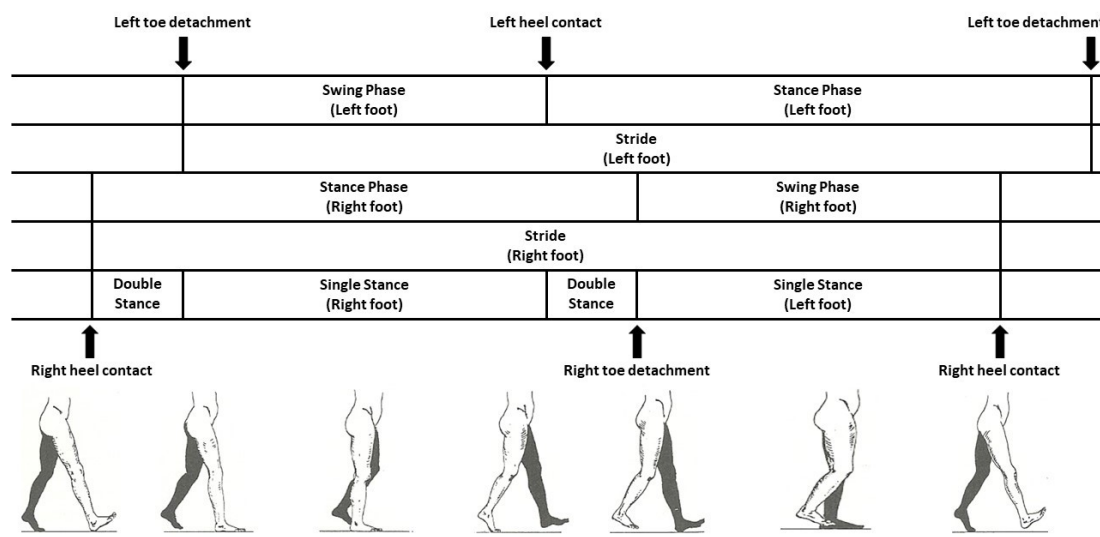 Left toe detachment
Left heel contact
Left toe detachment
Swing Phase
(Left foot)
Stance Phase
(Left foot)
Stride
(Left foot)
Stance Phase
(Right foot)
Swing Phase
(Right foot)
Stride
(Right foot)
Double
Stance
Single Stance
(Right foot)
Double
Stance
Single Stance
(Left foot)
Right heel contact
Right toe detachment
Right heel contact